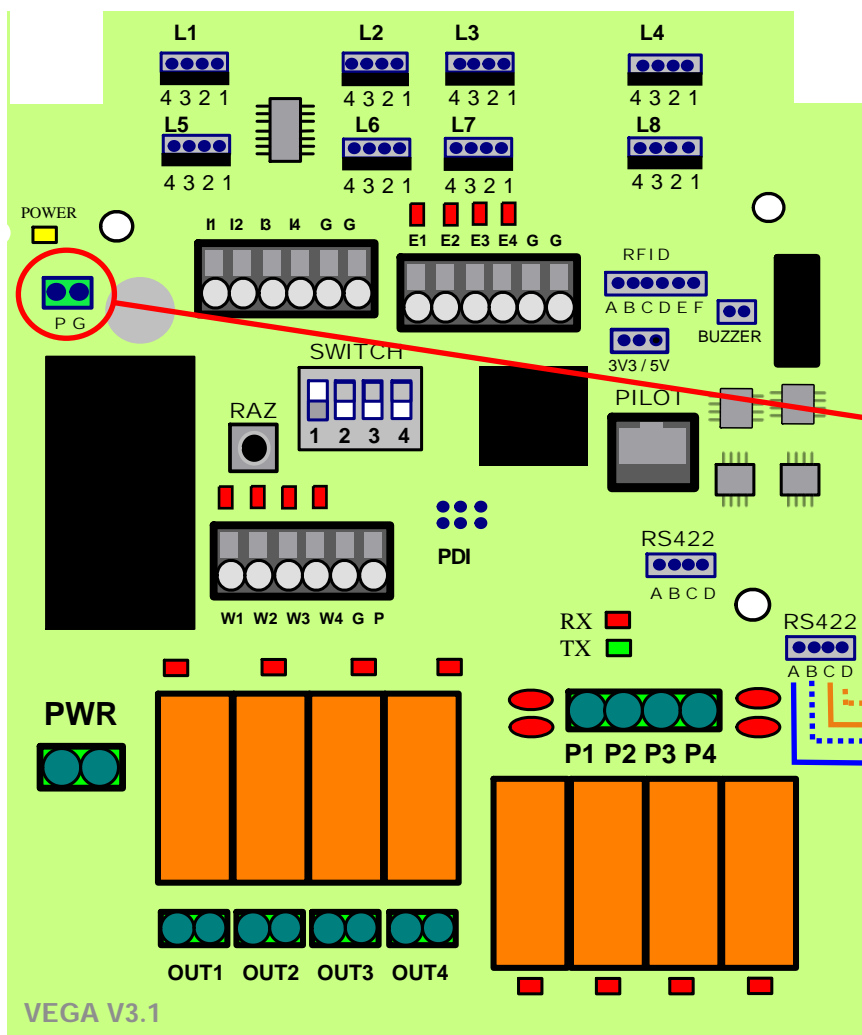 L1 L2 L3 L4
4 3 2 1 4 3 2 1 4 3 2 1 4 3 2 1
L5 L6 L7 L8
4 3 2 1 4 3 2 1 4 3 2 1 4 3 2 1
POWER
I1 I2 I3 I4 G G
E1 E2 E3 E4 G G
RFID
A B C D E F
P G
BUZZER
SWITCH
3V3 / 5V
RAZ
PILOT
1 2 3 4
PDI
RS422
A B C D
W1 W2 W3 W4 G P
RX
TX
RS422
A B C D
PWR
P1 P2 P3 P4
OUT1 OUT2 OUT3 OUT4
VEGA V3.1